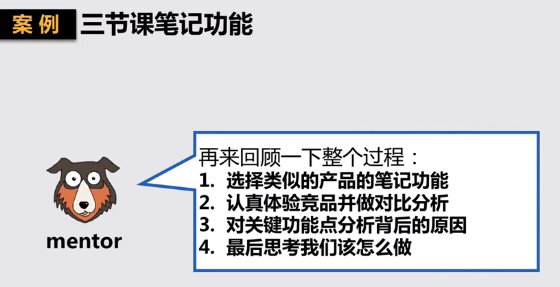 案例 三节课笔记功能
再来回顾一下整个过程：
1. 选择类似的产品的笔记功能
2. 认真体验竞品并做对比分析
3. 对关键功能点分析背后的原因
4. 最后思考我们该怎么做
mentor